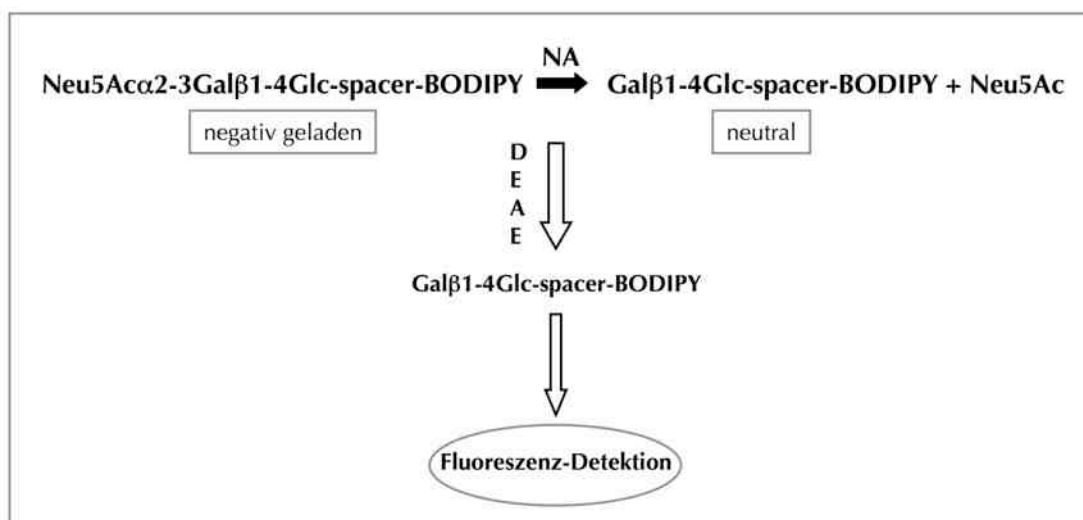 NA
Neu5Acα2-3Galβ1-4Glc-spacer-BODIPY
Galβ1-4Glc-spacer-BODIPY + Neu5Ac
negativ geladen
neutral
D
E
A
E
Galβ1-4Glc-spacer-BODIPY
Fluoreszenz-Detektion